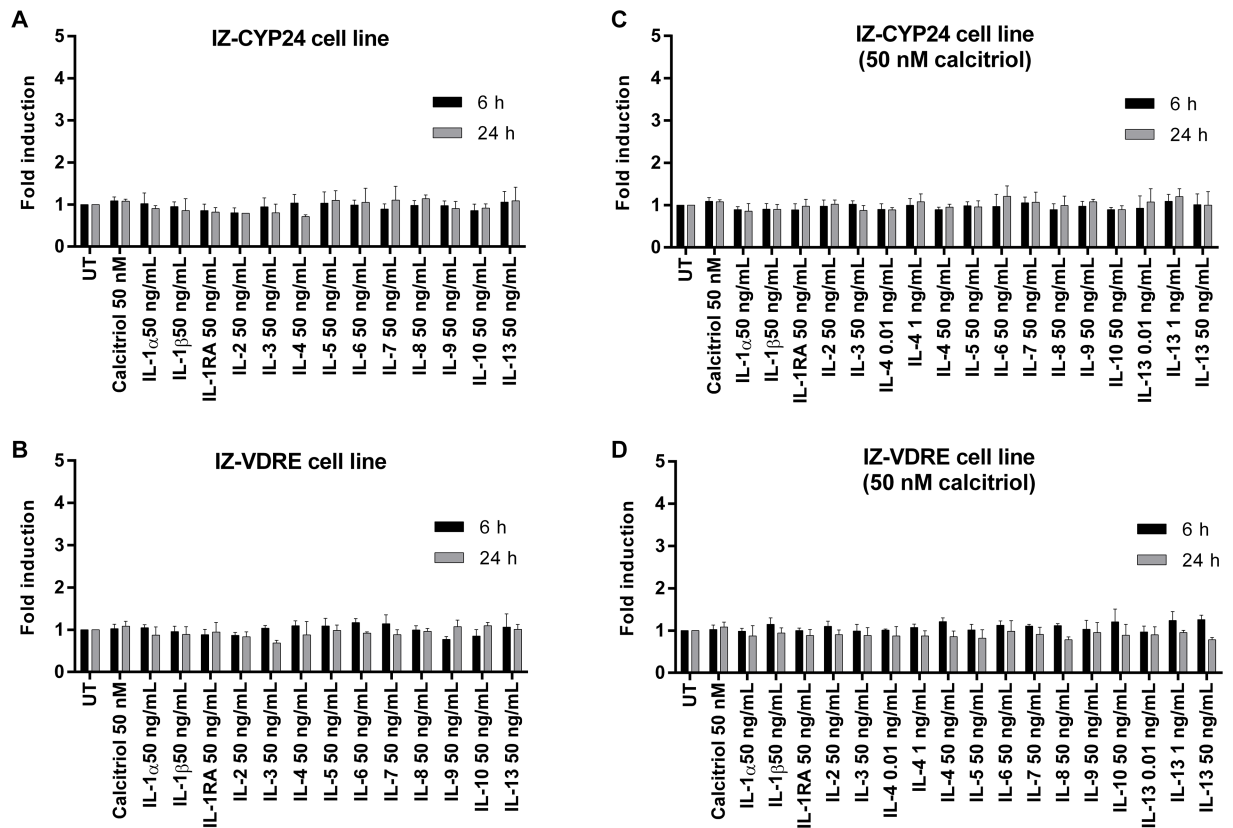 A
IZ-CYP24 cell line
5
4
3
2
1
0
Fold induction
6 h
24 h
UT
Calcitriol 50 nM
IL-1α50 ng/mL
IL-1β50 ng/mL
IL-1RA 50 ng/mL
IL-2 50 ng/mL
IL-3 50 ng/mL
IL-4 50 ng/mL
IL-5 50 ng/mL
IL-6 50 ng/mL
IL-7 50 ng/mL
IL-8 50 ng/mL
IL-9 50 ng/mL
IL-10 50 ng/mL
IL-13 50 ng/mL
B
IZ-VDRE cell line
5
4
3
2
1
0
Fold induction
6 h
24 h
UT
Calcitriol 50 nM
IL-1α50 ng/mL
IL-1β50 ng/mL
IL-1RA 50 ng/mL
IL-2 50 ng/mL
IL-3 50 ng/mL
IL-4 50 ng/mL
IL-5 50 ng/mL
IL-6 50 ng/mL
IL-7 50 ng/mL
IL-8 50 ng/mL
IL-9 50 ng/mL
IL-10 50 ng/mL
IL-13 50 ng/mL
C
IZ-CYP24 cell line
(50 nM calcitriol)
5
4
3
2
1
0
Fold induction
6 h
24 h
UT
Calcitriol 50 nM
IL-1α50 ng/mL
IL-1β50 ng/mL
IL-1RA 50 ng/mL
IL-2 50 ng/mL
IL-3 50 ng/mL
IL-4 0.01 ng/mL
IL-4 1 ng/mL
IL-4 50 ng/mL
IL-5 50 ng/mL
IL-6 50 ng/mL
IL-7 50 ng/mL
IL-8 50 ng/mL
IL-9 50 ng/mL
IL-10 50 ng/mL
IL-13 0.01 ng/mL
IL-13 1 ng/mL
IL-13 50 ng/mL
D
IZ-VDRE cell line
(50 nM calcitriol)
5
4
3
2
1
0
Fold induction
6 h
24 h
UT
Calcitriol 50 nM
IL-1α50 ng/mL
IL-1β50 ng/mL
IL-1RA 50 ng/mL
IL-2 50 ng/mL
IL-3 50 ng/mL
IL-4 0.01 ng/mL
IL-4 1 ng/mL
IL-4 50 ng/mL
IL-5 50 ng/mL
IL-6 50 ng/mL
IL-7 50 ng/mL
IL-8 50 ng/mL
IL-9 50 ng/mL
IL-10 50 ng/mL
IL-13 0.01 ng/mL
IL-13 1 ng/mL
IL-13 50 ng/mL